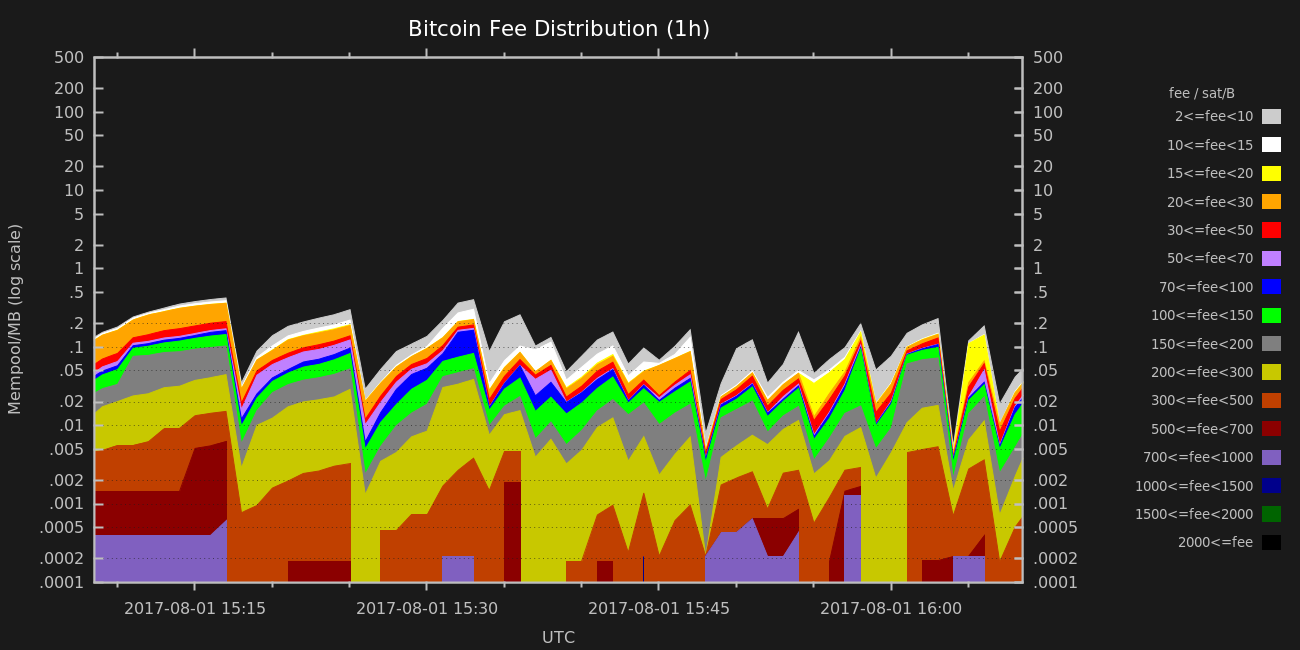 Bitcoin Fee Distribution (1h)
Mempool/MB (log scale)
500
200
100
50
20
10
5
2
1
.5
.2
.1
.05
.02
.01
.005
.002
.001
.0005
.0002
.0001
500
200
100
50
20
10
5
2
1
.5
.2
.1
.05
.02
.01
.005
.002
.001
.0005
.0002
.0001
2017-08-01 15:15
2017-08-01 15:30
2017-08-01 15:45
2017-08-01 16:00
UTC
fee / sat/B
2<=fee<10
10<=fee<15
15<=fee<20
20<=fee<30
30<=fee<50
50<=fee<70
70<=fee<100
100<=fee<150
150<=fee<200
200<=fee<300
300<=fee<500
500<=fee<700
700<=fee<1000
1000<=fee<1500
1500<=fee<2000
2000<=fee